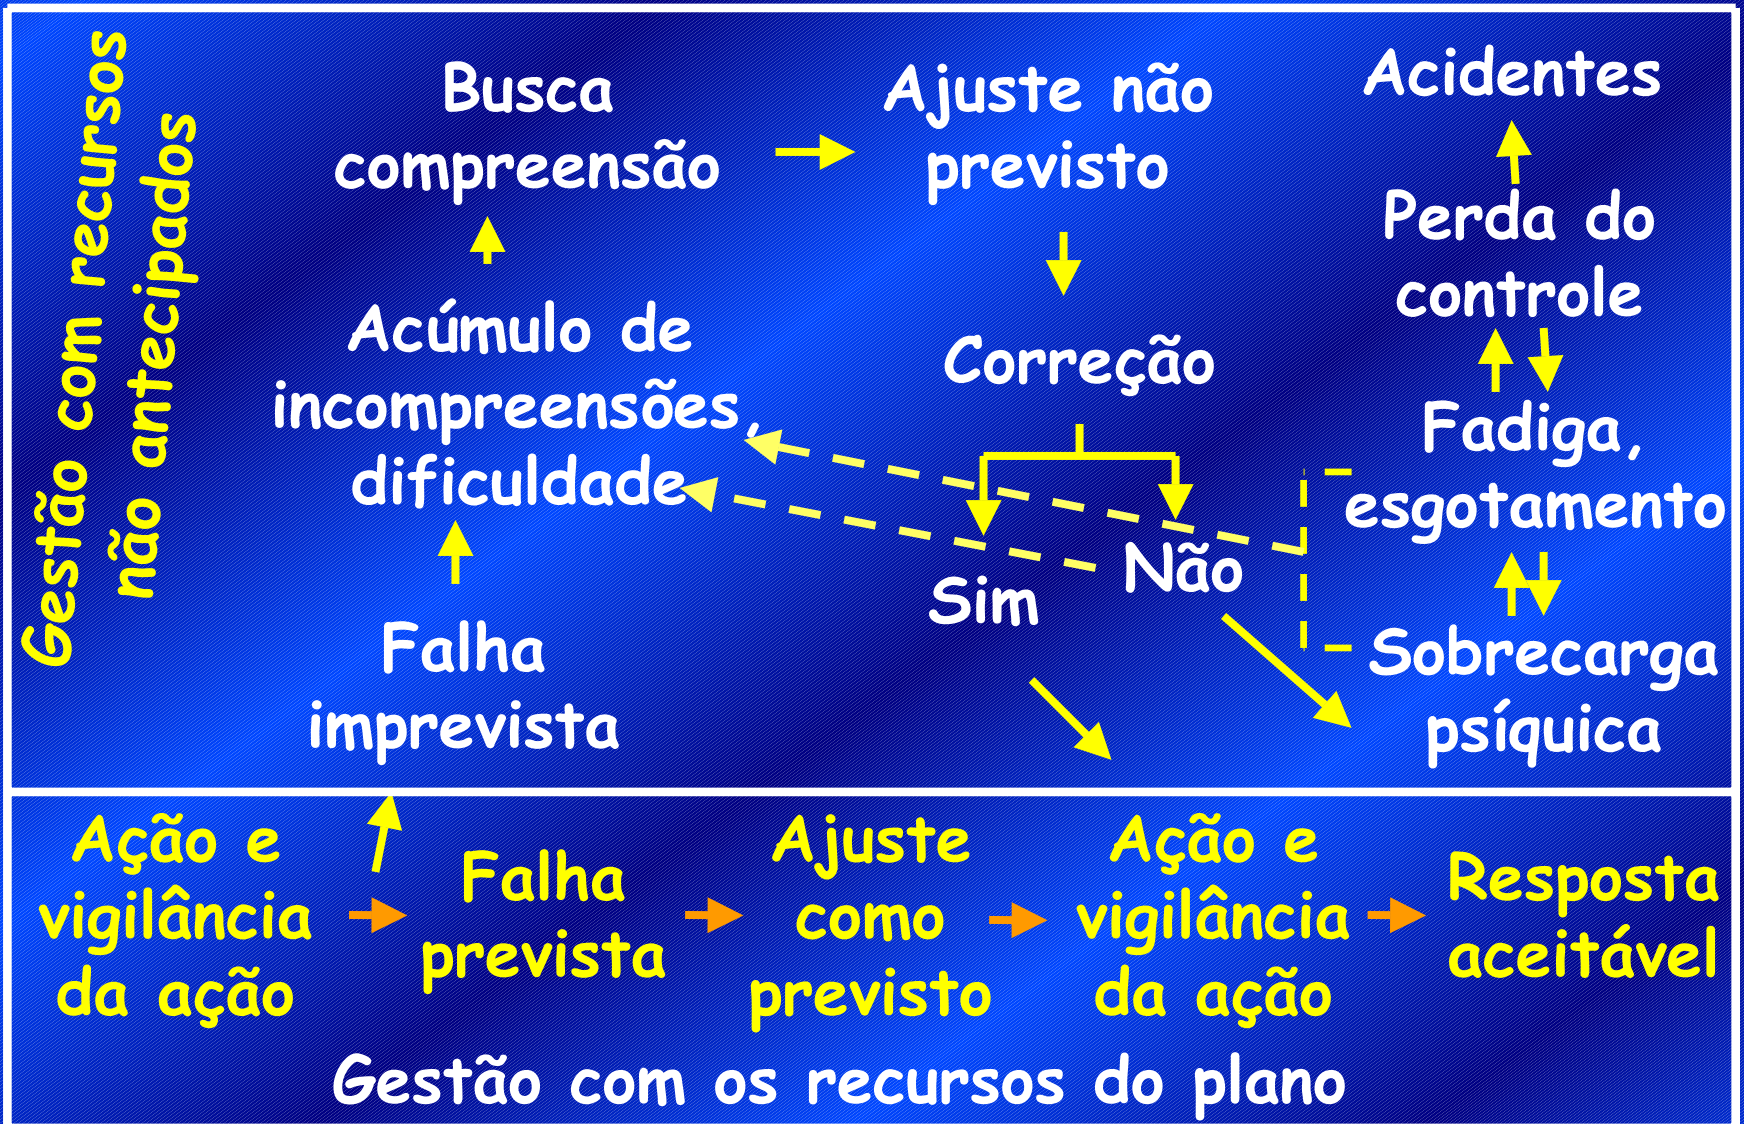 Gestão com recursos
não antecipados
Busca
compreensão
Ajuste não
previsto
Acidentes
Perda do
controle
Acúmulo de
incompreensões,
dificuldade
Correção
Fadiga,
esgotamento
Sim
Não
Falha
imprevista
Sobrecarga
psíquica
Ação e
vigilância
da ação
Falha
prevista
Ajuste
como
previsto
Ação e
vigilância
da ação
Resposta
aceitável
Gestão com os recursos do plano